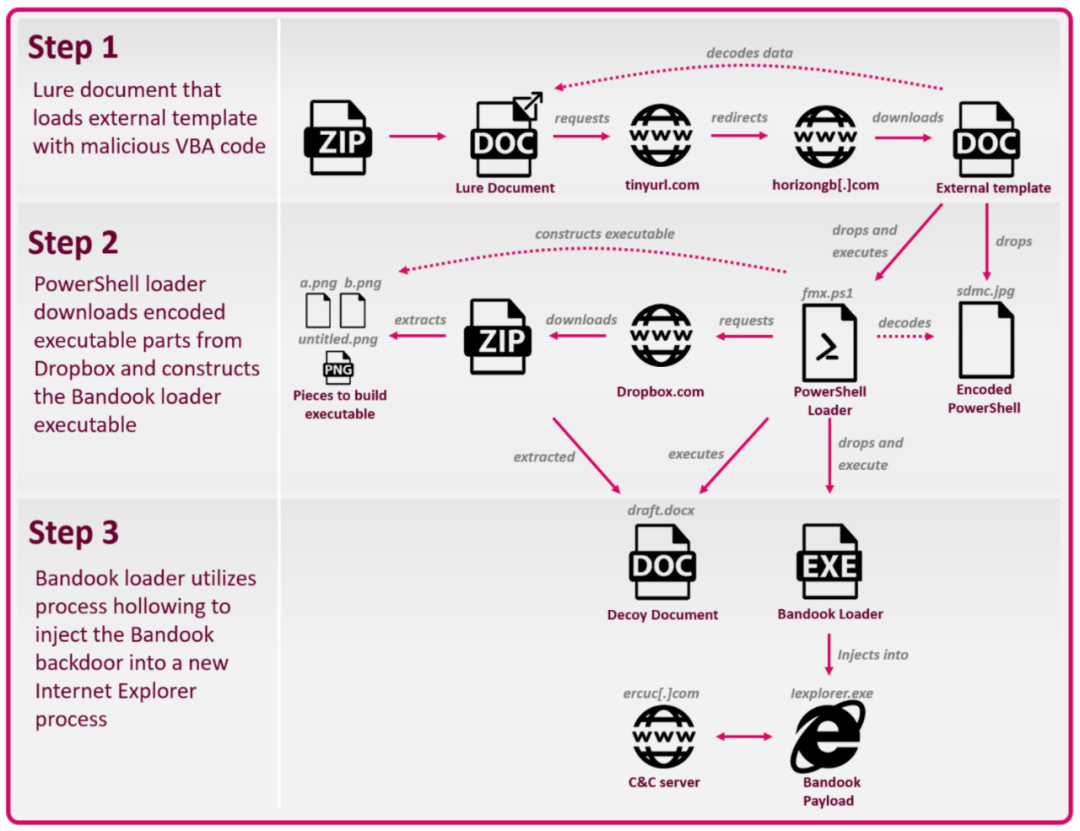 Step 1
Lure document that
loads external template
with malicious VBA code
decodes data
ZIP
DOC
Lure Document
requests
www
tinyurl.com
redirects
www
horizongb[.]com
downloads
DOC
External template
Step 2
PowerShell loader
downloads encoded
executable parts from
Dropbox and constructs
the Bandook loader
executable
constructs executable
drops and
executes
drops
a.png b.png
untitled.png
PNG
Pieces to build
executable
extracts
ZIP
downloads
www
Dropbox.com
requests
fmx.ps1
PowerShell
Loader
decodes
sdmc.jpg
Encoded
PowerShell
extracted
executes
drops and
execute
Step 3
Bandook loader utilizes
process hollowing to
inject the Bandook
backdoor into a new
Internet Explorer
process
draft.docx
DOC
Decoy Document
EXE
Bandook Loader
Injects into
ercuc[.]com
www
C&C server
Iexplorer.exe
Bandook
Payload